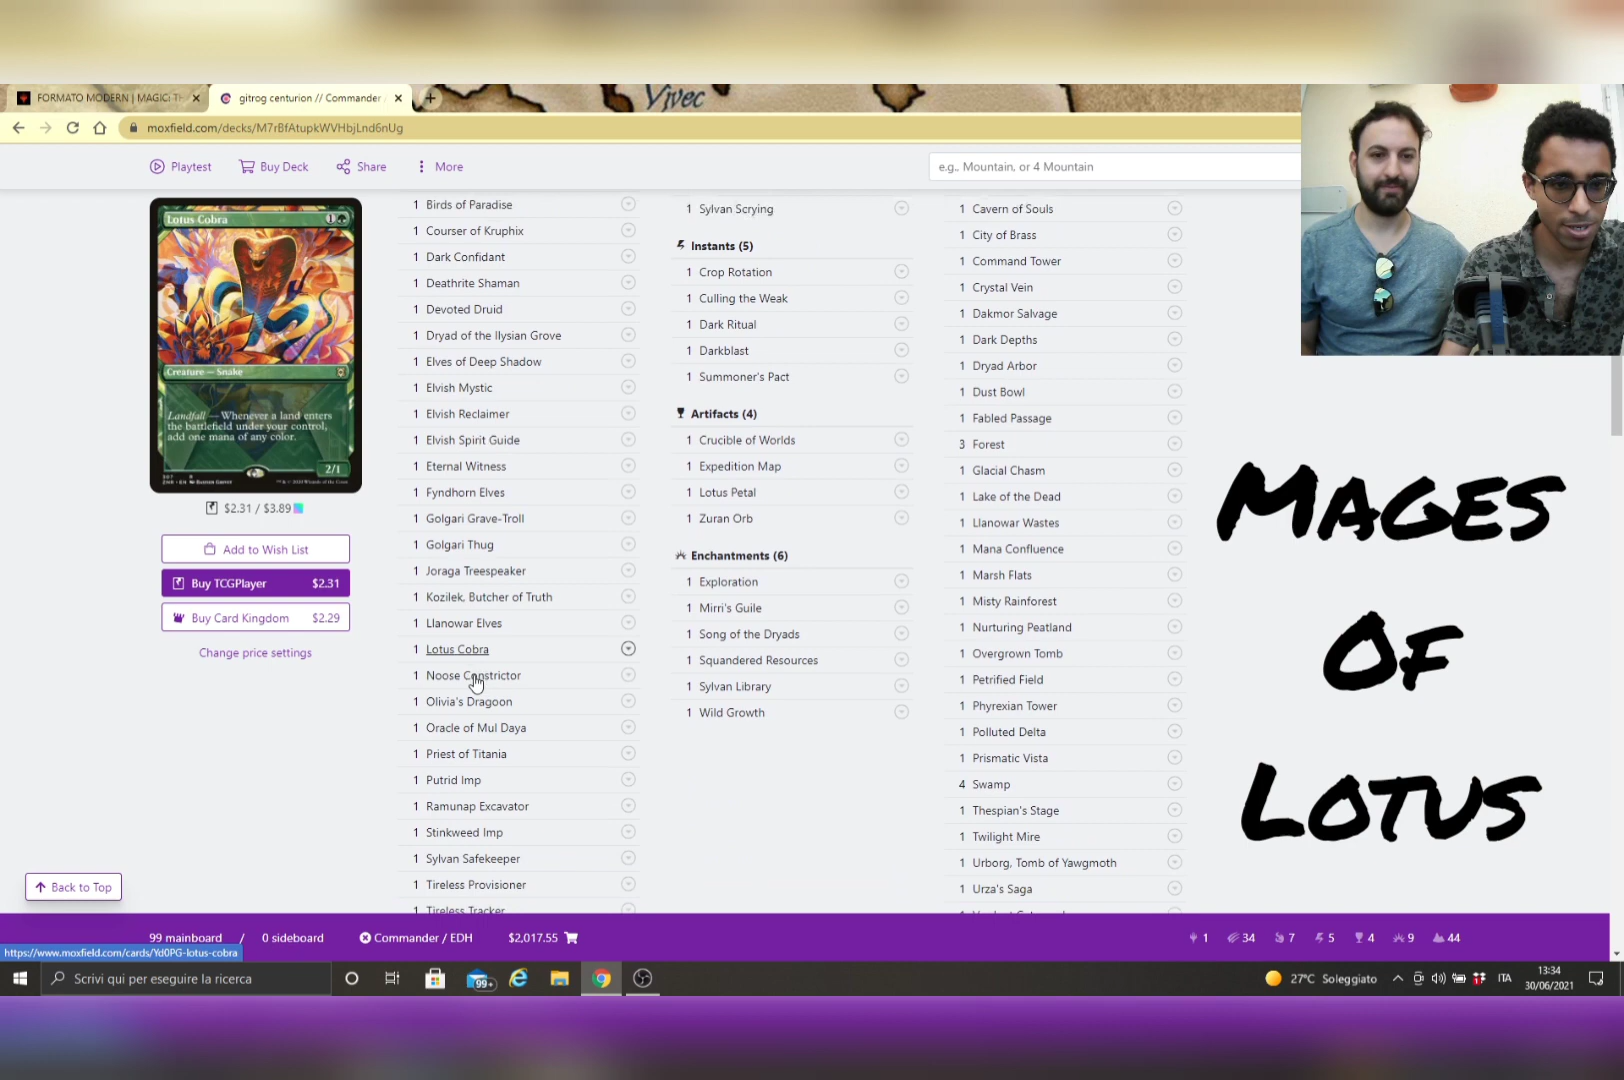 Vivec
FORMATO MODERN | MAGICi TH
gitrog centurion // Commander
moxfield.com/decks/M7rBfAtupkWVHbjLnd6nUg
Playtest
Buy Deck
Share
More
e.g., Mountain, or 4 Mountain
Lotus Cobra
1
Creature — Snake
Landfall — Whenever a land enters
the battlefield under your control,
add one mana of any color.
2/1
$2.31 / $3.89
Add to Wish List
Buy TCGPlayer $2.31
Buy Card Kingdom $2.29
Change price settings
Back to Top
1 Birds of Paradise
1 Courser of Kruphix
1 Dark Confidant
1 Deathrite Shaman
1 Devoted Druid
1 Dryad of the Ilysian Grove
1 Elves of Deep Shadow
1 Elvish Mystic
1 Elvish Reclaimer
1 Elvish Spirit Guide
1 Eternal Witness
1 Fyndhorn Elves
1 Golgari Grave-Troll
1 Golgari Thug
1 Joraga Treespeaker
1 Kozilek, Butcher of Truth
1 Llanowar Elves
1 Lotus Cobra
1 Noose Constrictor
1 Olivia's Dragoon
1 Oracle of Mul Daya
1 Priest of Titania
1 Putrid Imp
1 Ramunap Excavator
1 Stinkweed Imp
1 Sylvan Safekeeper
1 Tireless Provisioner
1 Tireless Tracker
1 Sylvan Scrying
Instants (5)
1 Crop Rotation
1 Culling the Weak
1 Dark Ritual
1 Darkblast
1 Summoner's Pact
Artifacts (4)
1 Crucible of Worlds
1 Expedition Map
1 Lotus Petal
1 Zuran Orb
Enchantments (6)
1 Exploration
1 Mirri's Guile
1 Song of the Dryads
1 Squandered Resources
1 Sylvan Library
1 Wild Growth
1 Cavern of Souls
1 City of Brass
1 Command Tower
1 Crystal Vein
1 Dakmor Salvage
1 Dark Depths
1 Dryad Arbor
1 Dust Bowl
1 Fabled Passage
3 Forest
1 Glacial Chasm
1 Lake of the Dead
1 Llanowar Wastes
1 Mana Confluence
1 Marsh Flats
1 Misty Rainforest
1 Nurturing Peatland
1 Overgrown Tomb
1 Petrified Field
1 Phyrexian Tower
1 Polluted Delta
1 Prismatic Vista
4 Swamp
1 Thespian's Stage
1 Twilight Mire
1 Urborg, Tomb of Yawgmoth
1 Urza's Saga
Mages
Of
Lotus
99 mainboard / 0 sideboard Commander / EDH $2,017.55
1 34 7 5 4 9 44
https://www.moxfield.com/cards/Yd0PG-lotus-cobra
Scrivi qui per eseguire la ricerca
99+
27°C Soleggiato
ITA
13:34
30/06/2021